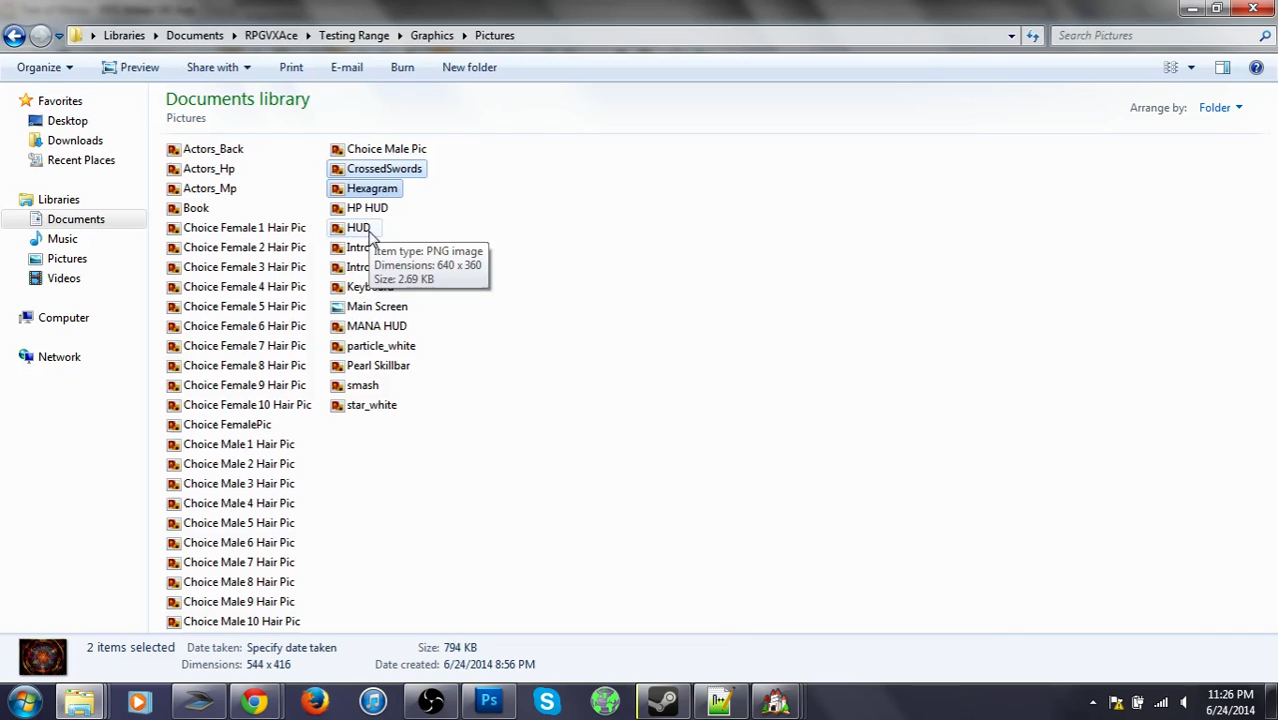 Libraries Documents RPGVXAce Testing Range Graphics Pictures
Search Pictures
Organize Preview Share with Print E-mail Burn New folder
Documents library
Pictures
Arrange by: Folder
Favorites
Desktop
Downloads
Recent Places
Libraries
Documents
Music
Pictures
Videos
Computer
Network
Actors_Back
Actors_Hp
Actors_Mp
Book
Choice Female 1 Hair Pic
Choice Female 2 Hair Pic
Choice Female 3 Hair Pic
Choice Female 4 Hair Pic
Choice Female 5 Hair Pic
Choice Female 6 Hair Pic
Choice Female 7 Hair Pic
Choice Female 8 Hair Pic
Choice Female 9 Hair Pic
Choice Female 10 Hair Pic
Choice FemalePic
Choice Male 1 Hair Pic
Choice Male 2 Hair Pic
Choice Male 3 Hair Pic
Choice Male 4 Hair Pic
Choice Male 5 Hair Pic
Choice Male 6 Hair Pic
Choice Male 7 Hair Pic
Choice Male 8 Hair Pic
Choice Male 9 Hair Pic
Choice Male 10 Hair Pic
Choice Male Pic
CrossedSwords
Hexagram
HP HUD
HUD
Intro
Intro
Keyboard
Main Screen
MANA HUD
particle_white
Pearl Skillbar
smash
star_white
Item type: PNG image
Dimensions: 640 x 360
Size: 2.69 KB
2 items selected
Date taken: Specify date taken
Dimensions: 544 x 416
Size: 794 KB
Date created: 6/24/2014 8:56 PM
Ps
11:26 PM
6/24/2014